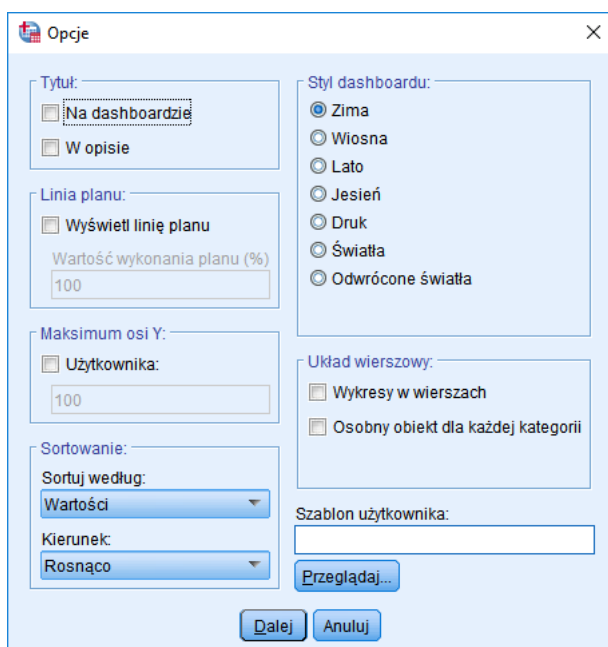 Opcje
Tytuł:
Na dashboardzie
W opisie
Linia planu:
Wyświetl linię planu
Wartość wykonania planu (%)
100
Maksimum osi Y:
Użytkownika:
100
Sortowanie:
Sortuj według:
Wartości
Kierunek:
Rosnąco
Styl dashboardu:
Zima
Wiosna
Lato
Jesień
Druk
Światła
Odwrócone światła
Układ wierszowy:
Wykresy w wierszach
Osobny obiekt dla każdej kategorii
Szablon użytkownika:
Przeglądaj...
Dalej
Anuluj